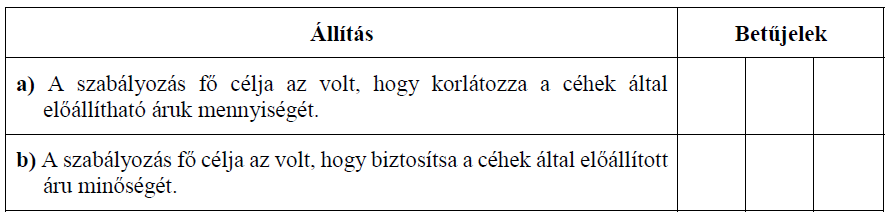 Állítás
Betűjelek
a) A szabályozás fő célja az volt, hogy korlátozza a céhek által
előállítható áruk mennyiségét.
b) A szabályozás fő célja az volt, hogy biztosítsa a céhek által előállított
áru minőségét.